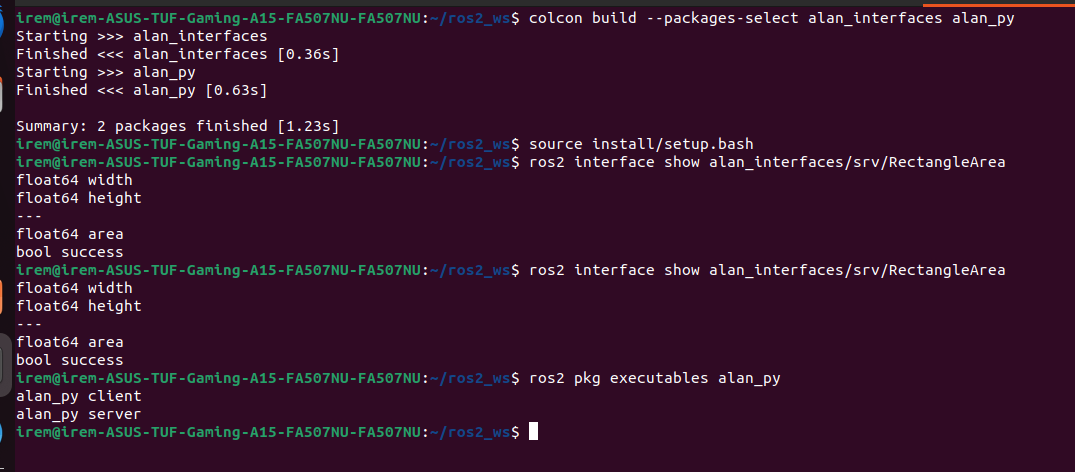 irem@irem-ASUS-TUF-Gaming-A15-FA507NU-FA507NU:~/ros2_ws$ colcon build --packages-select alan_interfaces alan_py
Starting >>> alan_interfaces
Finished <<< alan_interfaces [0.36s]
Starting >>> alan_py
Finished <<< alan_py [0.63s]
Summary: 2 packages finished [1.23s]
irem@irem-ASUS-TUF-Gaming-A15-FA507NU-FA507NU:~/ros2_ws$ source install/setup.bash
irem@irem-ASUS-TUF-Gaming-A15-FA507NU-FA507NU:~/ros2_ws$ ros2 interface show alan_interfaces/srv/RectangleArea
float64 width
float64 height
---
float64 area
bool success
irem@irem-ASUS-TUF-Gaming-A15-FA507NU-FA507NU:~/ros2_ws$ ros2 interface show alan_interfaces/srv/RectangleArea
float64 width
float64 height
---
float64 area
bool success
irem@irem-ASUS-TUF-Gaming-A15-FA507NU-FA507NU:~/ros2_ws$ ros2 pkg executables alan_py
alan_py client
alan_py server
irem@irem-ASUS-TUF-Gaming-A15-FA507NU-FA507NU:~/ros2_ws$